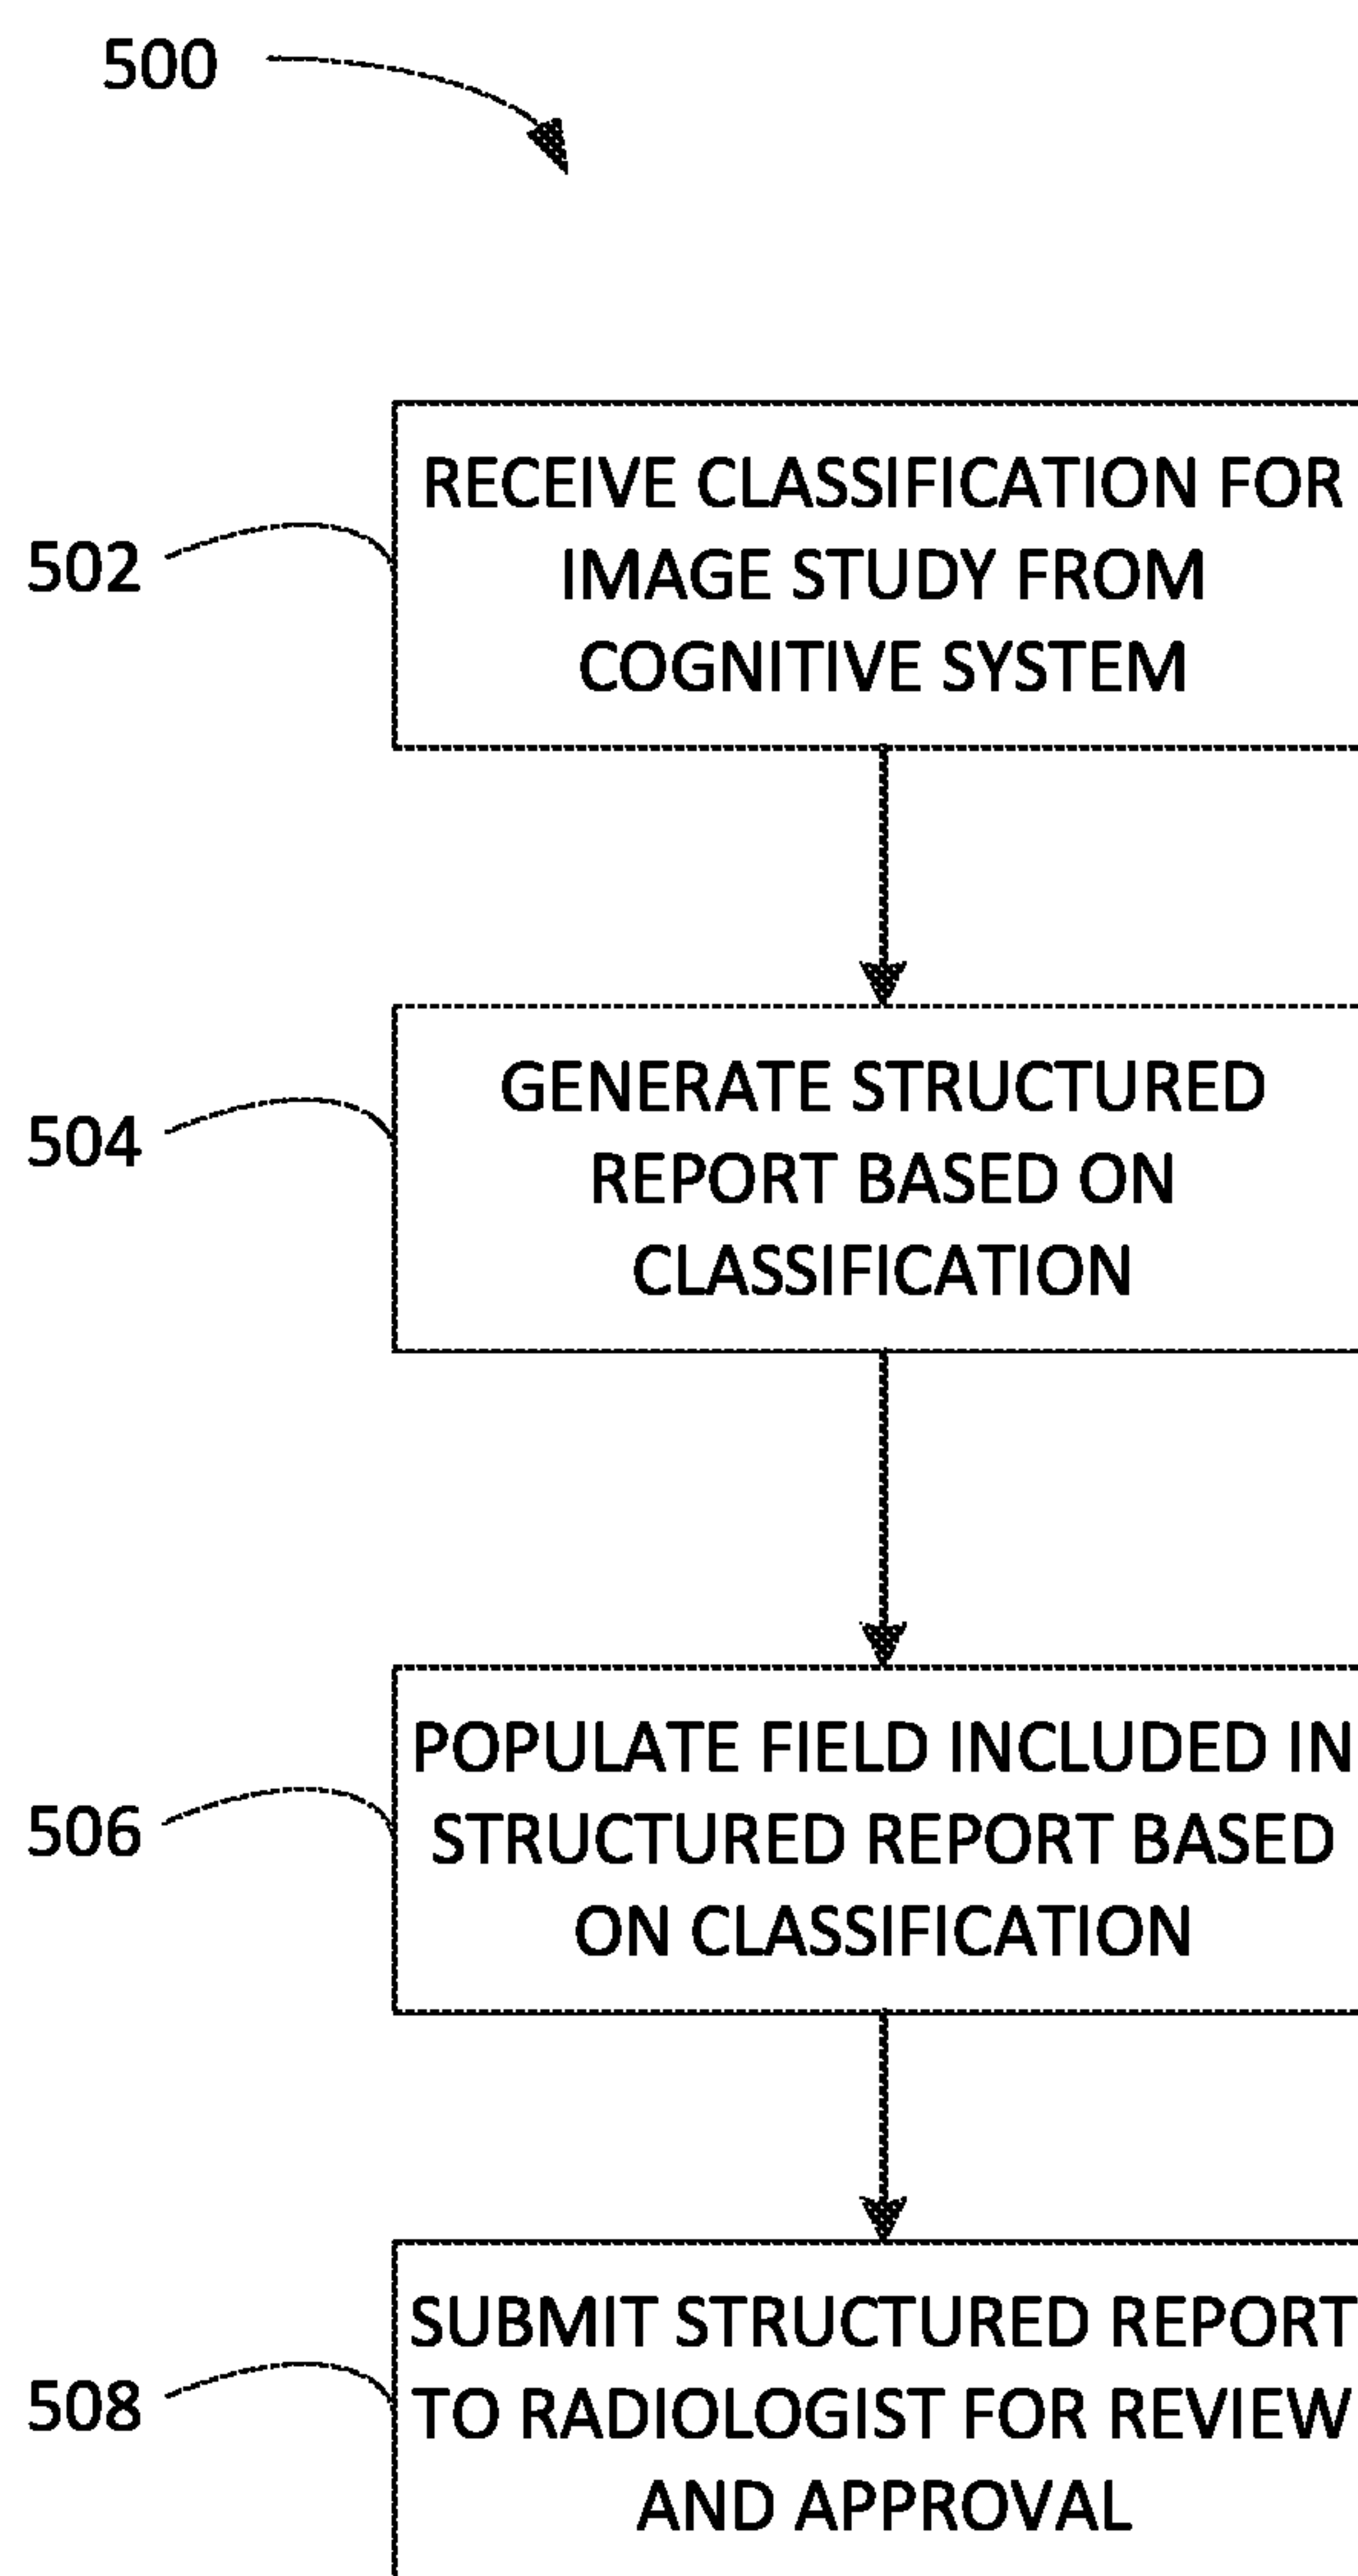 500
502
RECEIVE CLASSIFICATION FOR
IMAGE STUDY FROM
COGNITIVE SYSTEM
504
GENERATE STRUCTURED
REPORT BASED ON
CLASSIFICATION
506
POPULATE FIELD INCLUDED IN
STRUCTURED REPORT BASED
ON CLASSIFICATION
508
SUBMIT STRUCTURED REPORT
TO RADIOLOGIST FOR REVIEW
AND APPROVAL